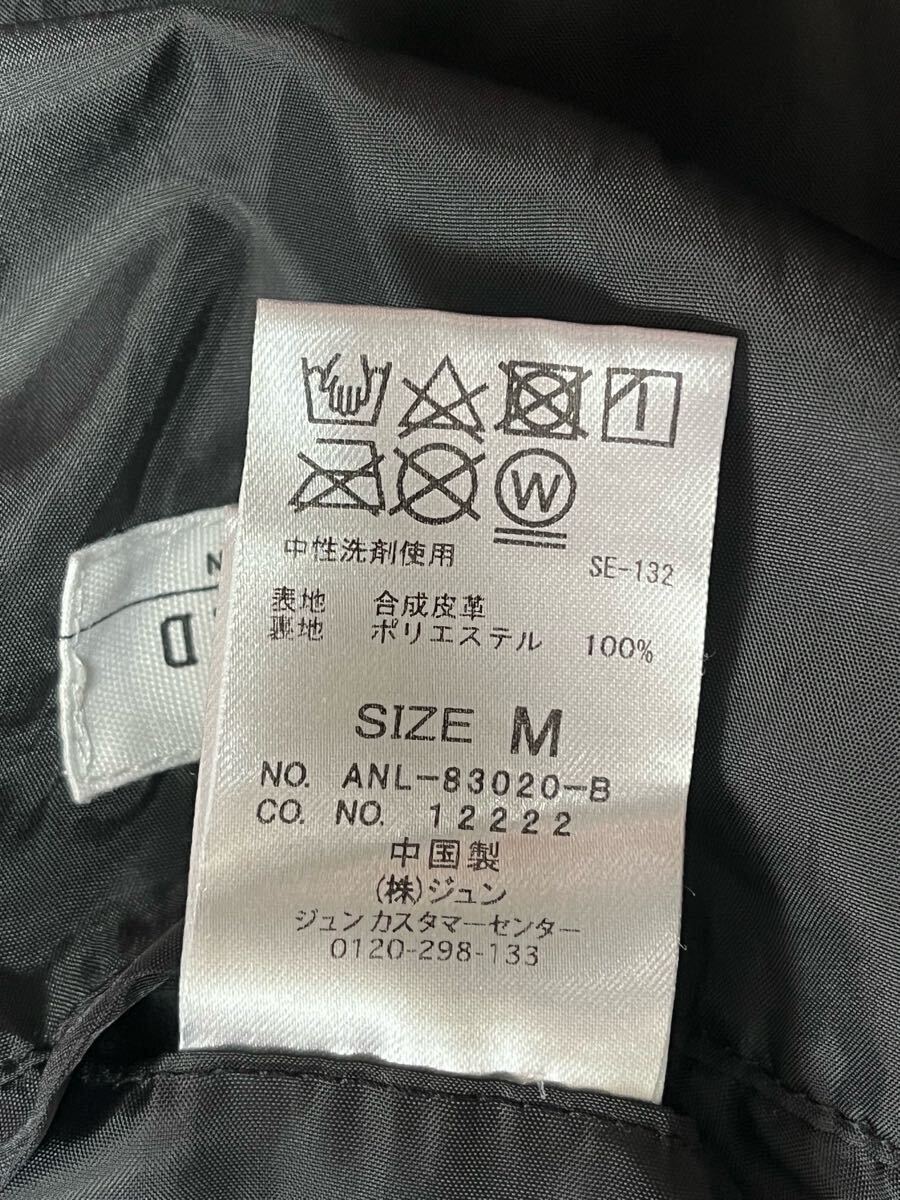 W
中性洗剤使用 SE-132
表地 合成皮革
裏地 ポリエステル 100%
SIZE M
NO. ANL-83020-B
CO. NO. 12222
中国製
(株)ジュン
ジュンカスタマーセンター
0120-298-133
N
D